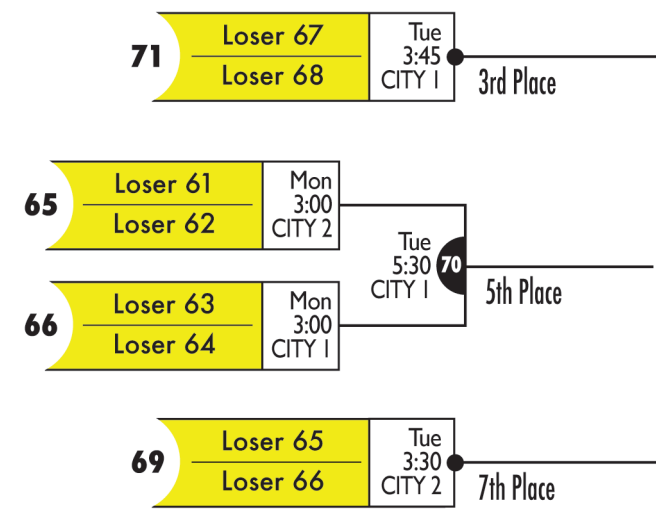 71
Loser 67
Loser 68
Tue
3:45
CITY 1
3rd Place
65
Loser 61
Loser 62
Mon
3:00
CITY 2
Tue
5:30
CITY 1
70
5th Place
66
Loser 63
Loser 64
Mon
3:00
CITY 1
69
Loser 65
Loser 66
Tue
3:30
CITY 2
7th Place